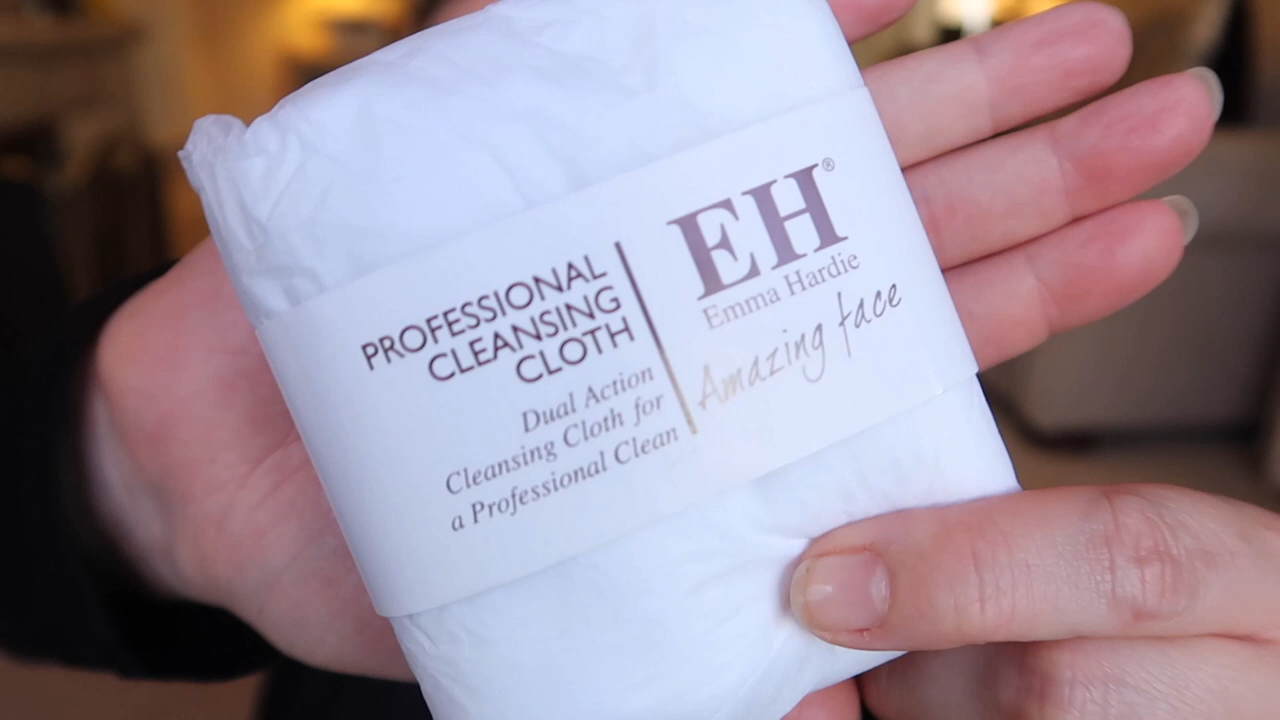 PROFESSIONAL
CLEANSING
CLOTH
Dual Action
Cleansing Cloth for
a Professional Clean
EH®
Emma Hardie
Amazing face